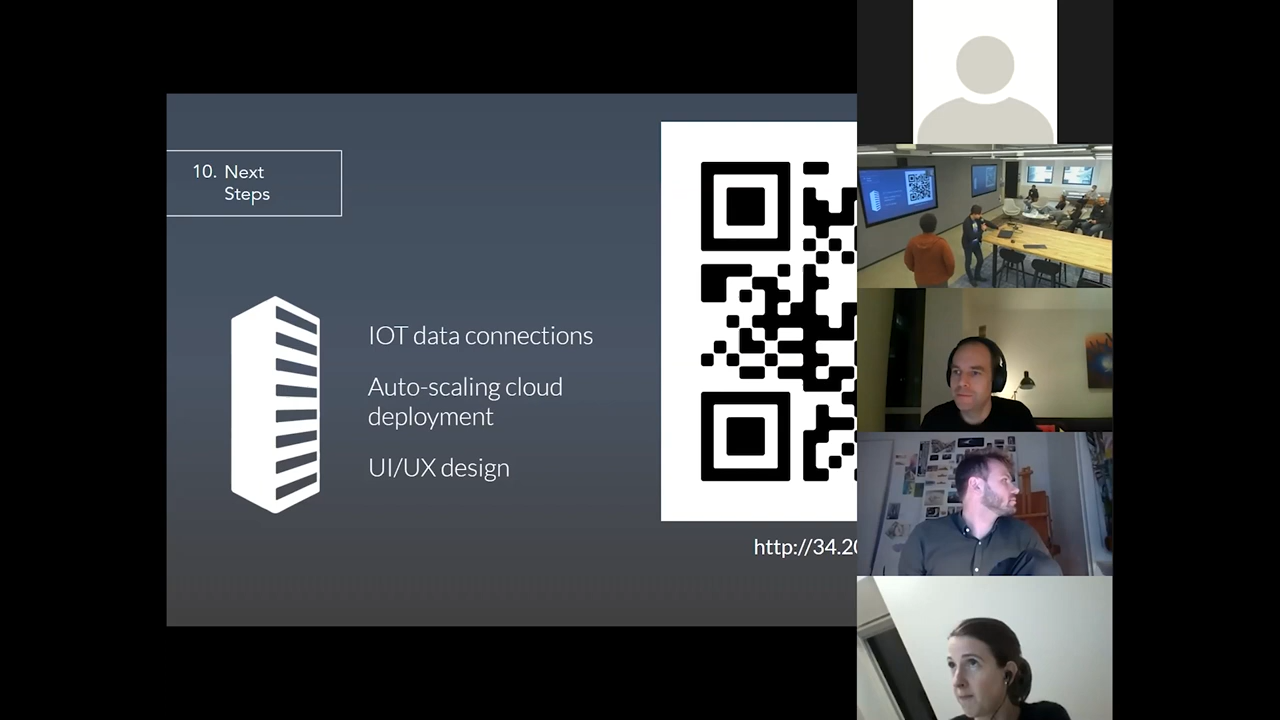 10. Next
Steps
IOT data connections
Auto-scaling cloud
deployment
UI/UX design
http://34.20